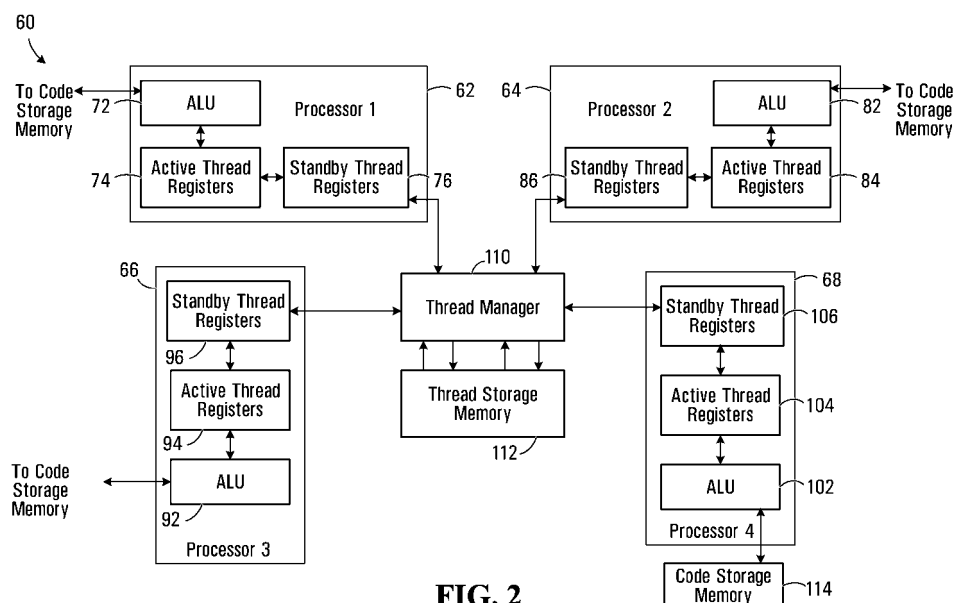 60
To Code
Storage
Memory
72
ALU
Processor 1
62
74
Active Thread
Registers
Standby Thread
Registers
76
64
Processor 2
ALU
82
To Code
Storage
Memory
86
Standby Thread
Registers
Active Thread
Registers
84
110
Thread Manager
Thread Storage
Memory
112
66
Standby Thread
Registers
96
Active Thread
Registers
94
To Code
Storage
Memory
ALU
92
Processor 3
68
Standby Thread
Registers
106
Active Thread
Registers
104
ALU
102
Processor 4
Code Storage
Memory
114
FIG. 2